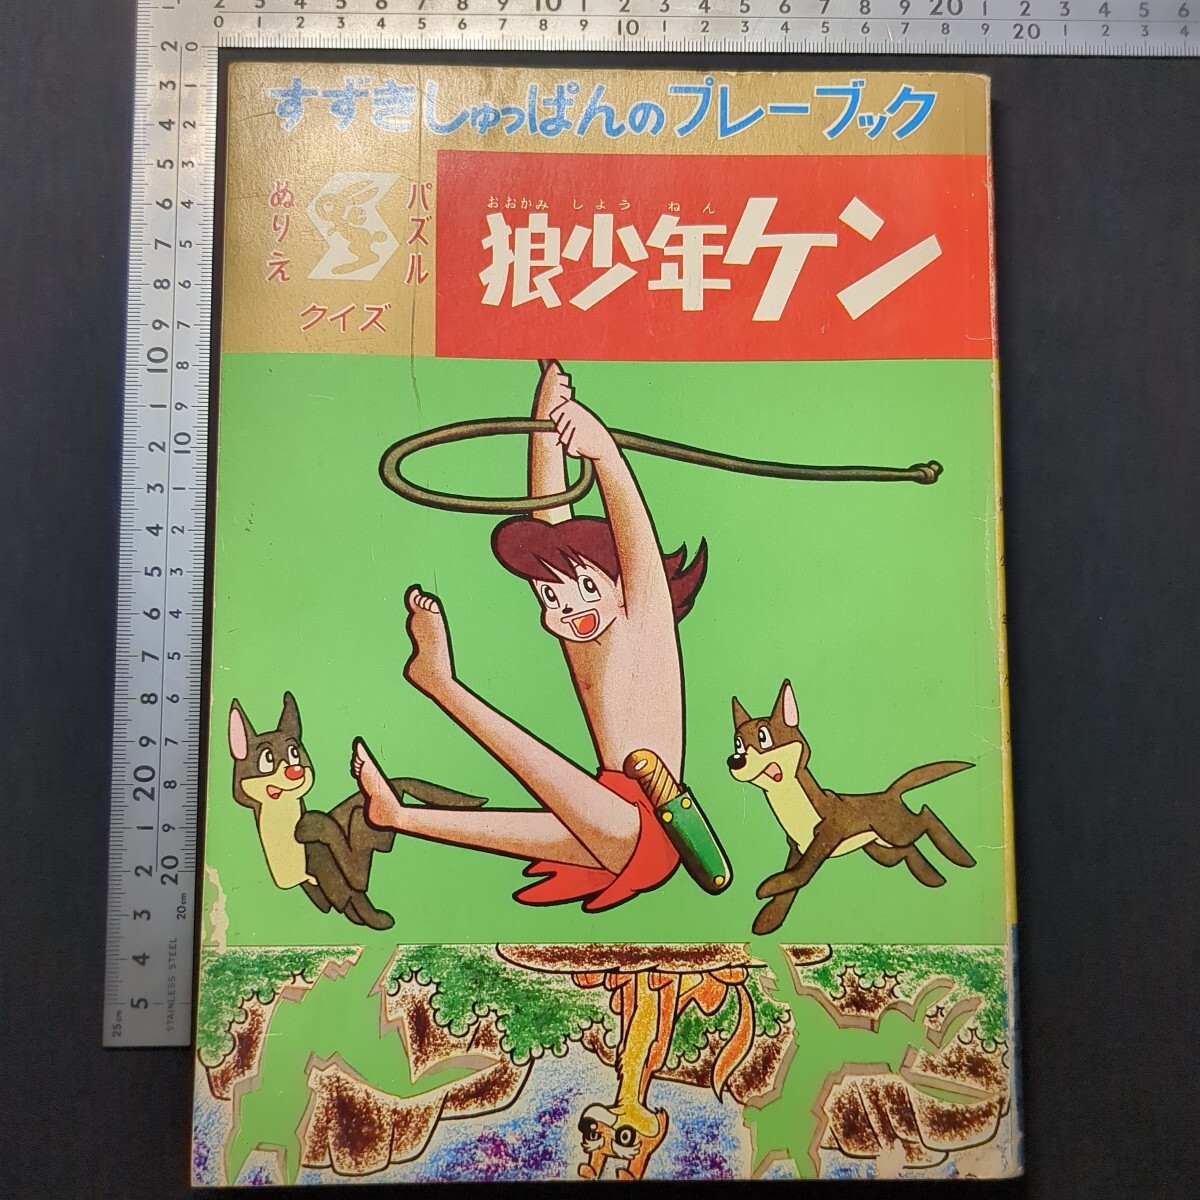 すずきしゅっぱんのプレーブック
ぬりえ
パズル
クイズ
おおかみ しょう ねん
狼少年ケン
25cm
STAINLESS STEEL
20cm